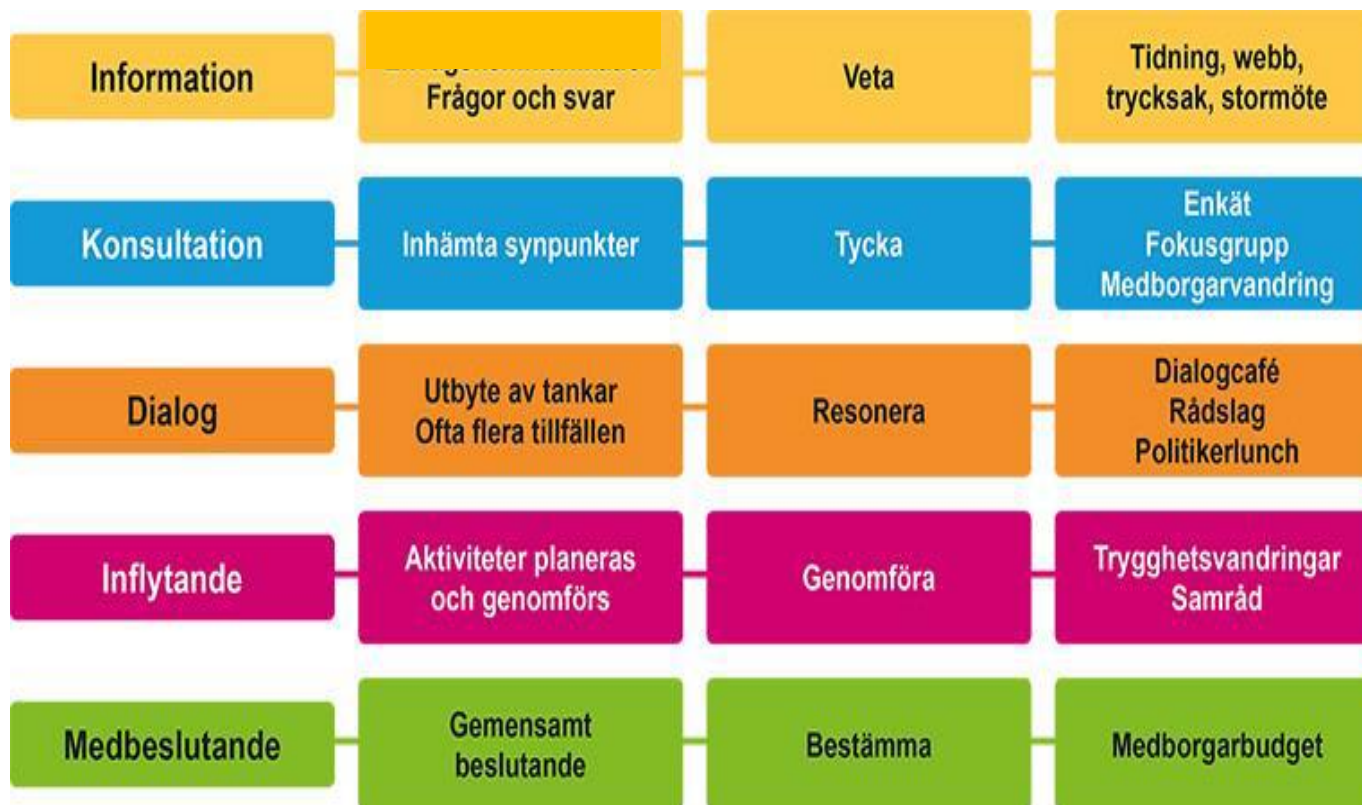 Information
Frågor och svar
Veta
Tidning, webb,
trycksak, stormöte
Konsultation
Inhämta synpunkter
Tycka
Enkät
Fokusgrupp
Medborgarvandring
Dialog
Utbyte av tankar
Ofta flera tillfällen
Resonera
Dialogcafé
Rådslag
Politikerlunch
Inflytande
Aktiviteter planeras
och genomförs
Genomföra
Trygghetsvandringar
Samråd
Medbeslutande
Gemensamt
beslutande
Bestämma
Medborgarbudget